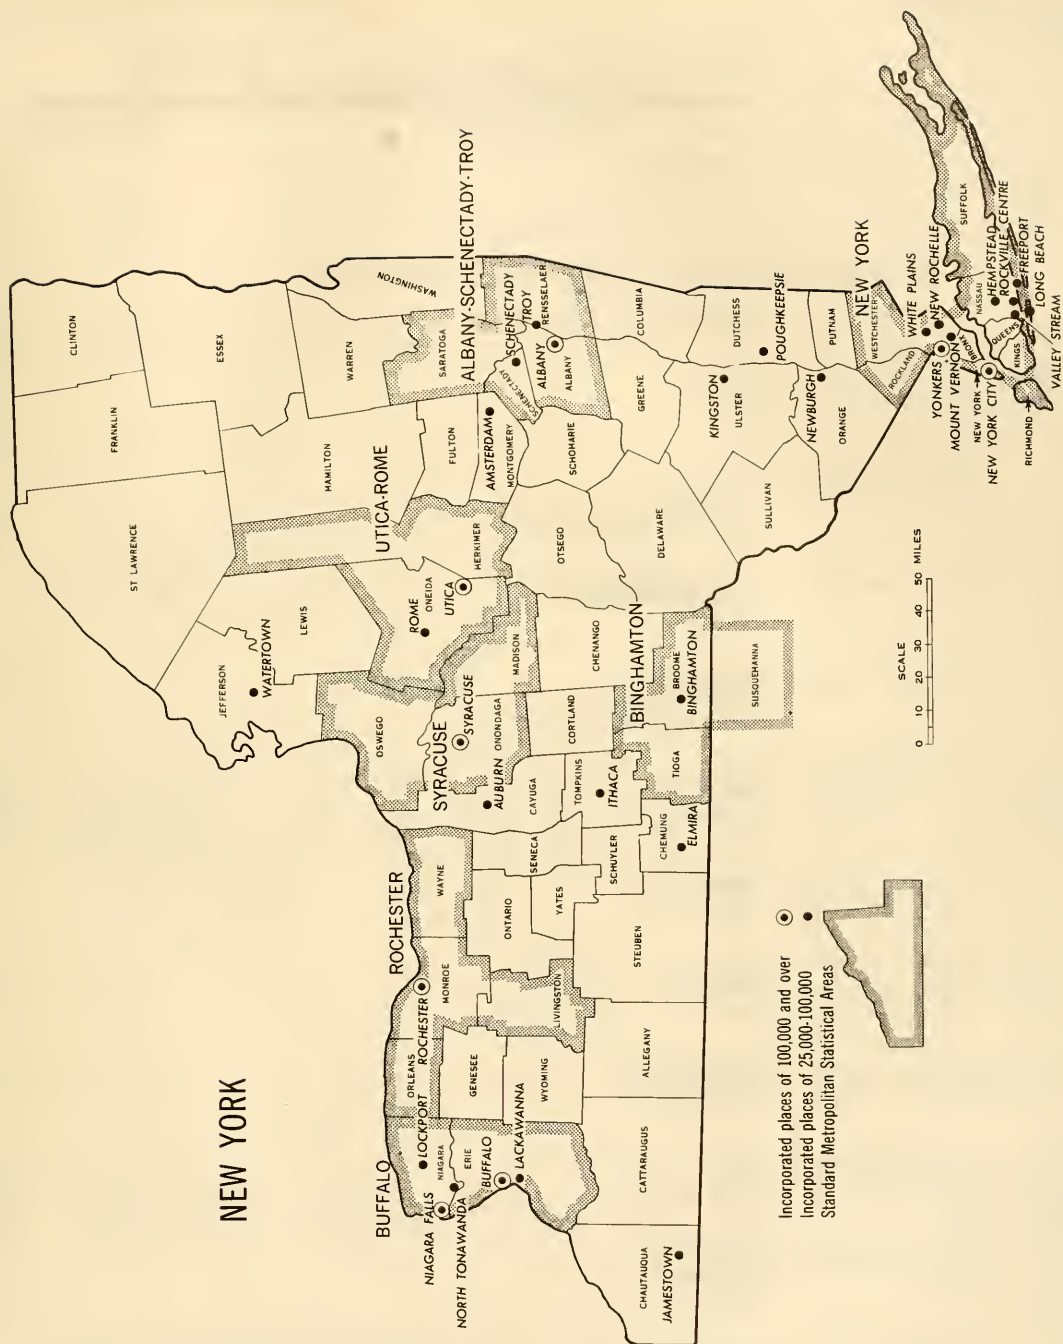 NEW YORK
CLINTON
FRANKLIN
ST LAWRENCE
ESSEX
HAMILTON
WARREN
WASHINGTON
JEFFERSON
WATERTOWN
LEWIS
UTICA-ROME
ROME
ONEIDA
UTICA
HERKIMER
FULTON
AMSTERDAM
MONTGOMERY
SARATOGA
ALBANY-SCHENECTADY-TROY
SCHENECTADY
SCHENECTADY
TROY
RENSSELAER
ALBANY
ALBANY
OSWEGO
SYRACUSE
SYRACUSE
ONONDAGA
MADISON
AUBURN
CAYUGA
ROCHESTER
ROCHESTER
WAYNE
MONROE
ORLEANS
BUFFALO
LOCKPORT
NIAGARA
NIAGARA FALLS
NORTH TONAWANDA
ERIE
BUFFALO
LACKAWANNA
GENESEE
WYOMING
LIVINGSTON
ONTARIO
YATES
SENECA
SCHUYLER
TOMPKINS
ITHACA
CORTLAND
CHENANGO
OTSEGO
SCHOHARIE
GREENE
COLUMBIA
DELAWARE
CHAUTAUQUA
JAMESTOWN
CATTARAUGUS
ALLEGANY
STEUBEN
CHEMUNG
ELMIRA
TIOGA
BINGHAMTON
BROOME
BINGHAMTON
SUSQUEHANNA
SULLIVAN
KINGSTON
ULSTER
DUTCHESS
POUGHKEEPSIE
NEWBURGH
ORANGE
PUTNAM
NEW YORK
WESTCHESTER
ROCKLAND
WHITE PLAINS
NEW ROCHELLE
YONKERS
MOUNT VERNON
NEW YORK
NEW YORK CITY
BRONX
QUEENS
KINGS
RICHMOND
NASSAU
SUFFOLK
HEMPSTEAD
ROCKVILLE CENTRE
FREEPORT
LONG BEACH
VALLEY STREAM
SCALE
0 10 20 30 40 50 MILES
Incorporated places of 100,000 and over
Incorporated places of 25,000-100,000
Standard Metropolitan Statistical Areas